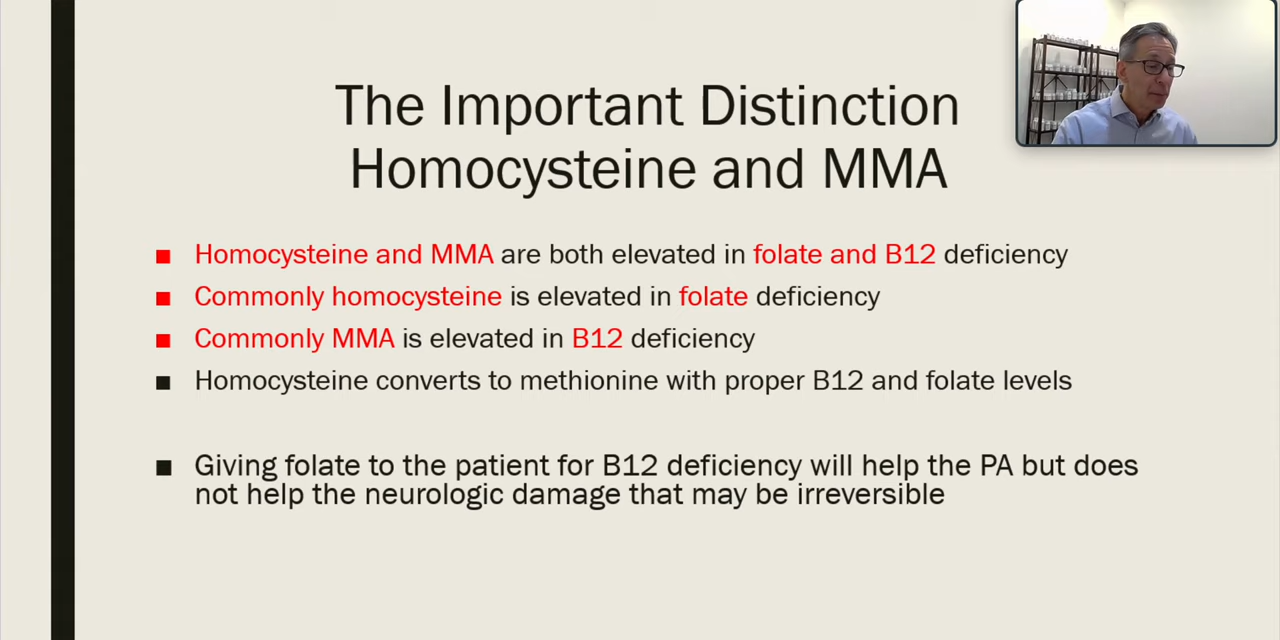 The Important Distinction
Homocysteine and MMA
Homocysteine and MMA are both elevated in folate and B12 deficiency
Commonly homocysteine is elevated in folate deficiency
Commonly MMA is elevated in B12 deficiency
Homocysteine converts to methionine with proper B12 and folate levels
Giving folate to the patient for B12 deficiency will help the PA but does
not help the neurologic damage that may be irreversible